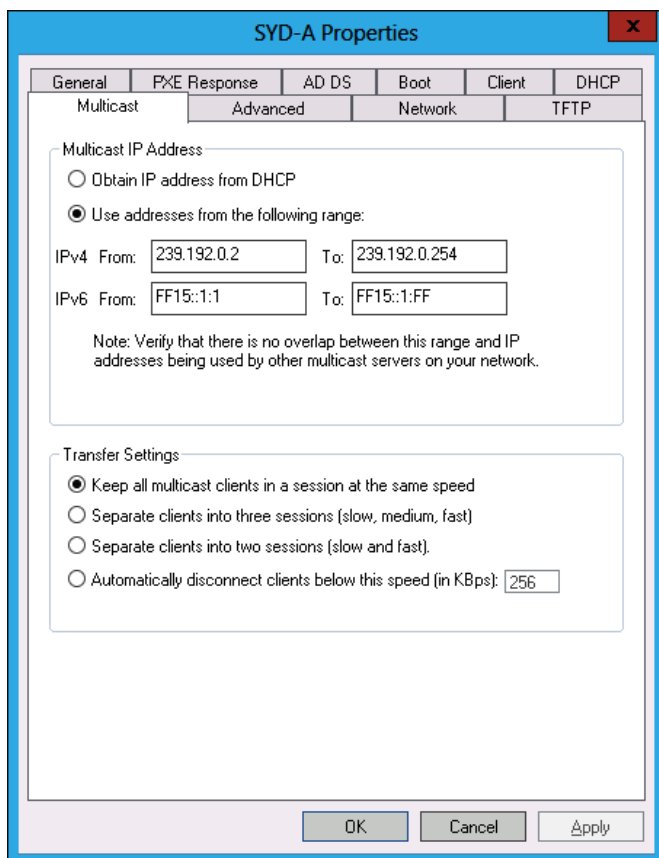 SYD-A Properties
x
General PXE Response AD DS Boot Client DHCP
Multicast Advanced Network TFTP
Multicast IP Address
Obtain IP address from DHCP
Use addresses from the following range:
IPv4 From: 239.192.0.2 To: 239.192.0.254
IPv6 From: FF15::1:1 To: FF15::1:FF
Note: Verify that there is no overlap between this range and IP
addresses being used by other multicast servers on your network.
Transfer Settings
Keep all multicast clients in a session at the same speed
Separate clients into three sessions (slow, medium, fast)
Separate clients into two sessions (slow and fast).
Automatically disconnect clients below this speed (in KBps): 256
OK Cancel Apply